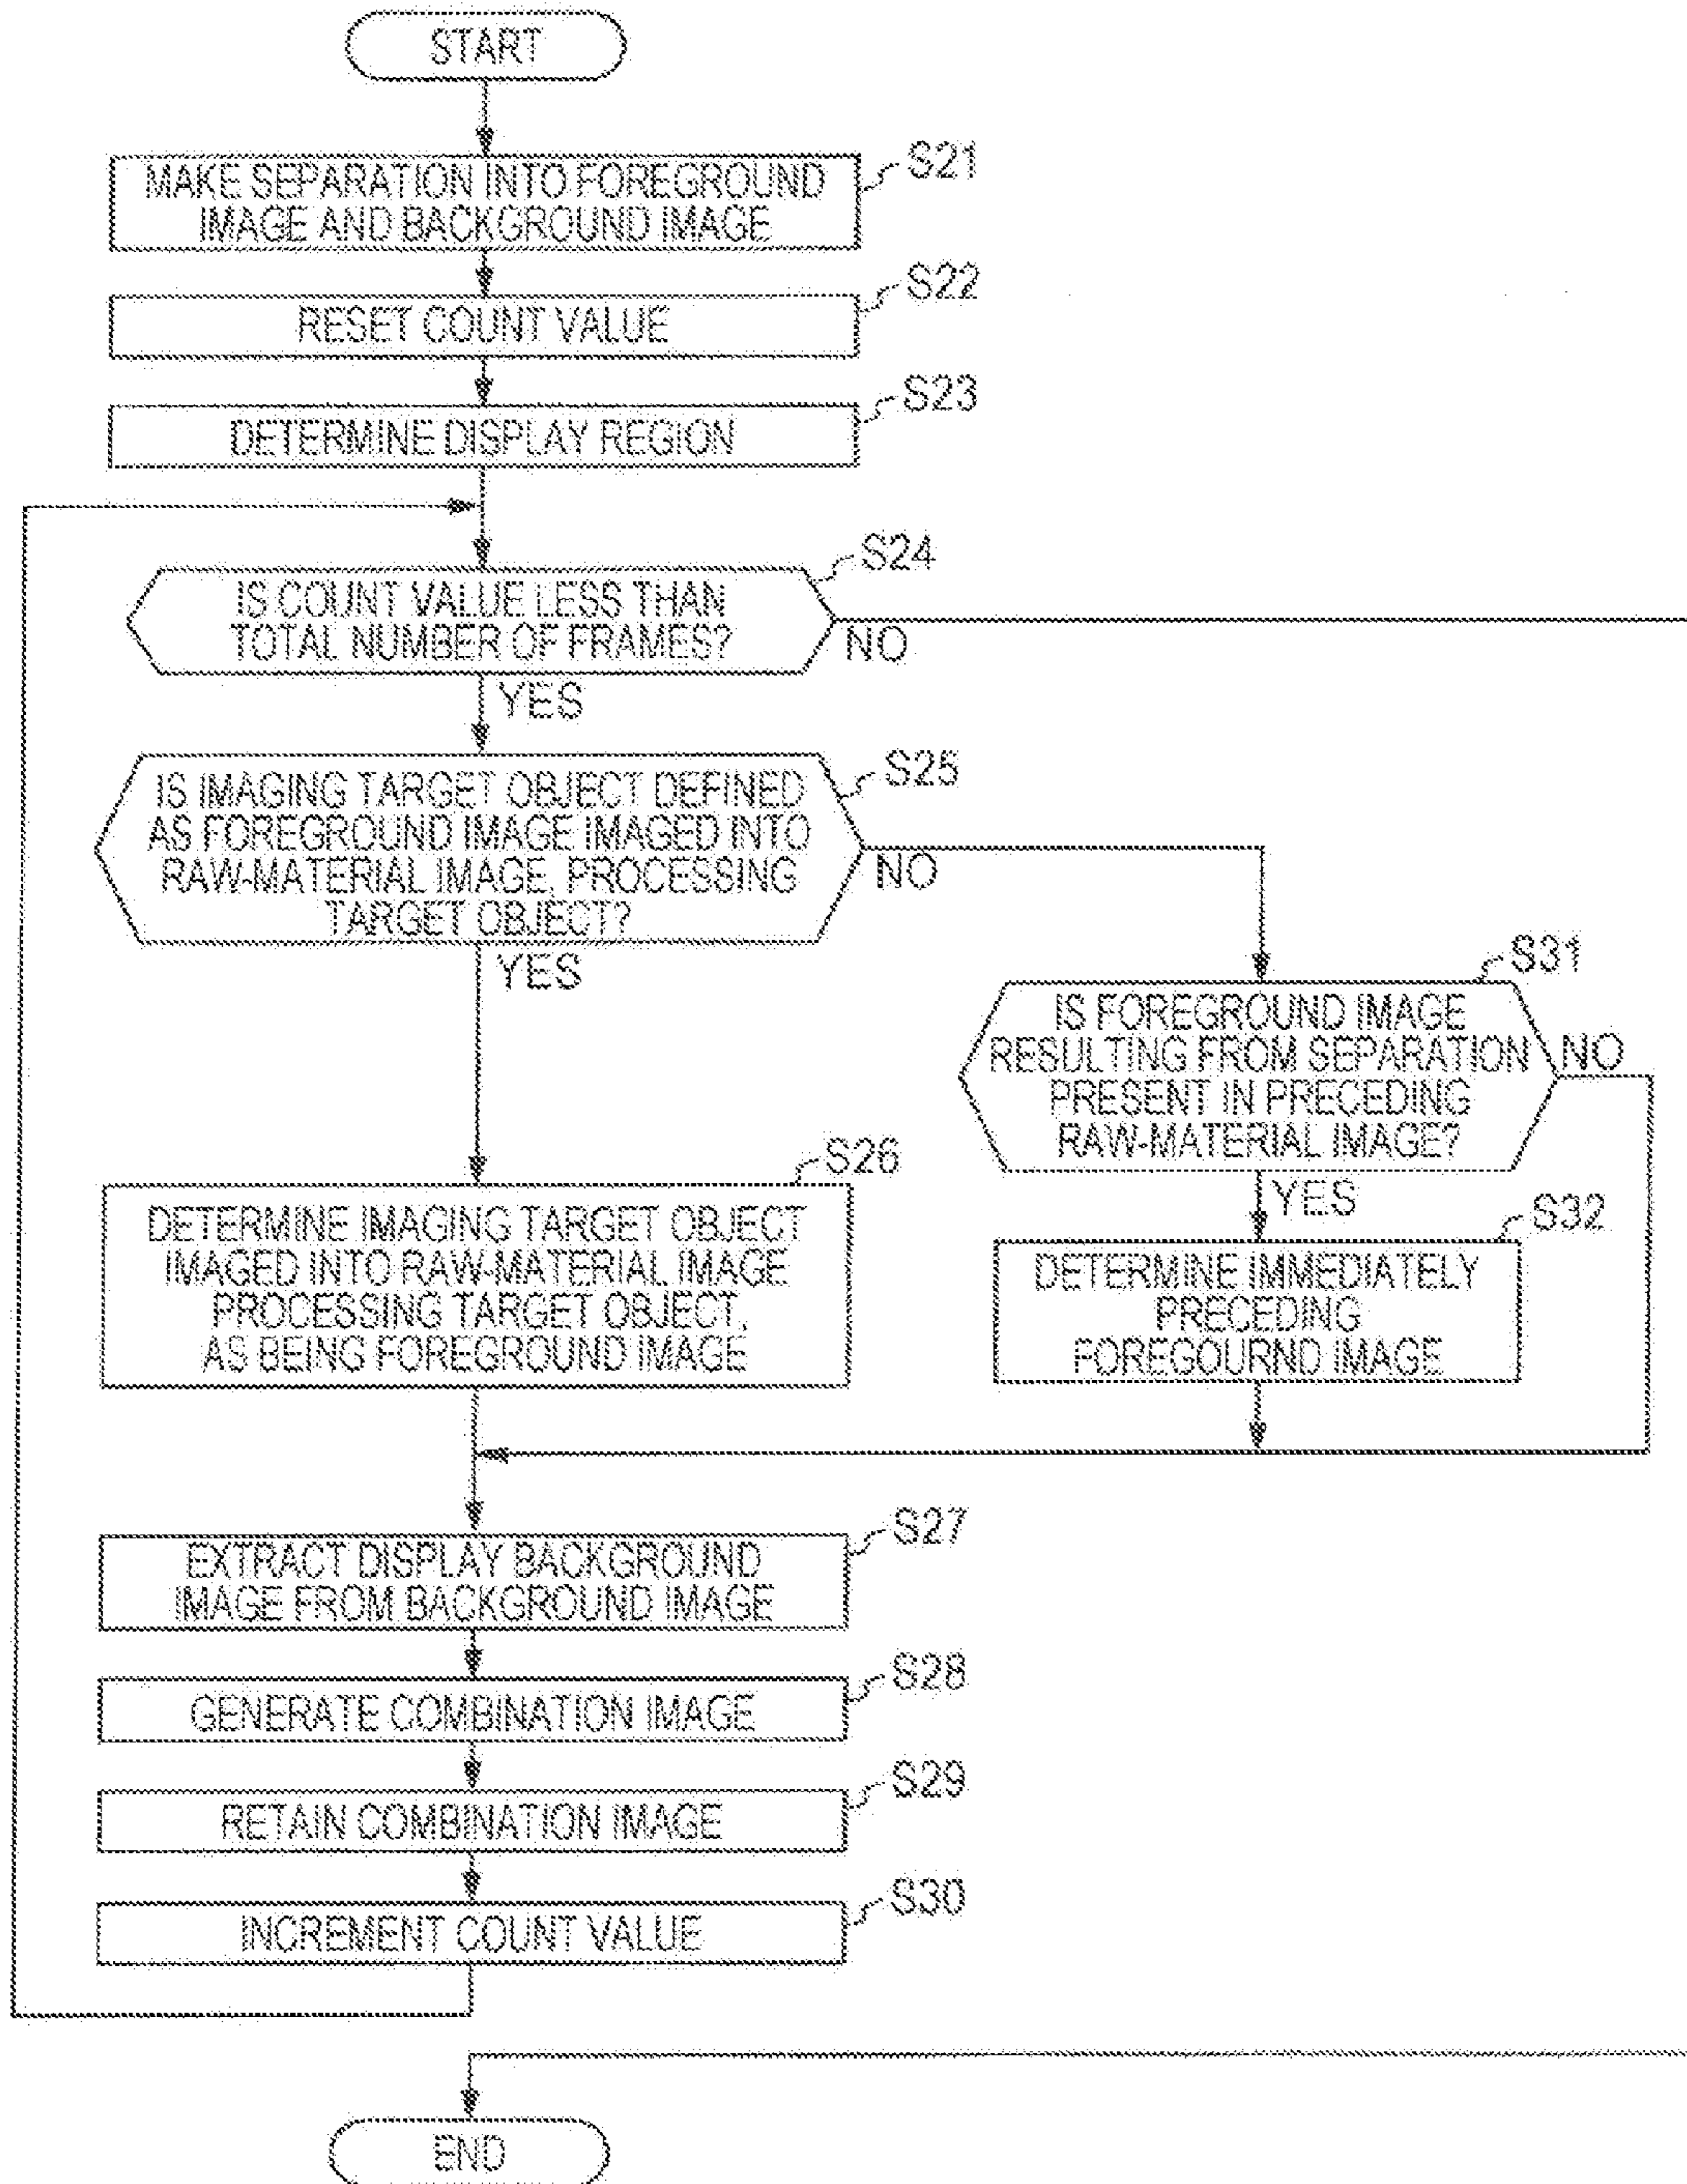 START
S21
MAKE SEPARATION INTO FOREGROUND
IMAGE AND BACKGROUND IMAGE
S22
RESET COUNT VALUE
S23
DETERMINE DISPLAY REGION
S24
IS COUNT VALUE LESS THAN
TOTAL NUMBER OF FRAMES?
NO
YES
S25
IS IMAGING TARGET OBJECT DEFINED
AS FOREGROUND IMAGE IMAGED INTO
RAW-MATERIAL IMAGE, PROCESSING
TARGET OBJECT?
NO
YES
S31
IS FOREGROUND IMAGE
RESULTING FROM SEPARATION
PRESENT IN PRECEDING
RAW-MATERIAL IMAGE?
NO
YES
S26
DETERMINE IMAGING TARGET OBJECT
IMAGED INTO RAW-MATERIAL IMAGE
PROCESSING TARGET OBJECT,
AS BEING FOREGROUND IMAGE
S32
DETERMINE IMMEDIATELY
PRECEDING
FOREGOURND IMAGE
S27
EXTRACT DISPLAY BACKGROUND
IMAGE FROM BACKGROUND IMAGE
S28
GENERATE COMBINATION IMAGE
S29
RETAIN COMBINATION IMAGE
S30
INCREMENT COUNT VALUE
END